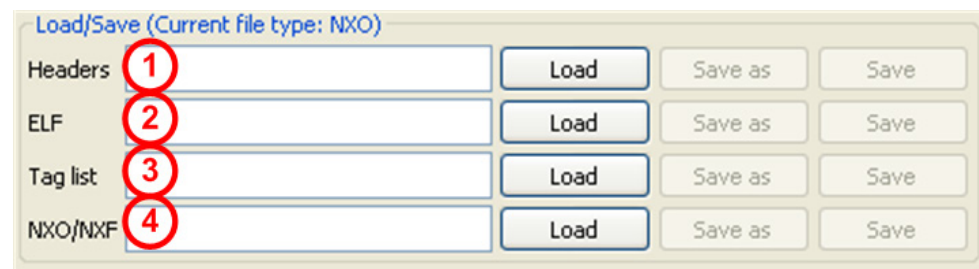 Load/Save (Current file type: NXO)
Headers 1 Load Save as Save
ELF 2 Load Save as Save
Tag list 3 Load Save as Save
NXO/NXF 4 Load Save as Save